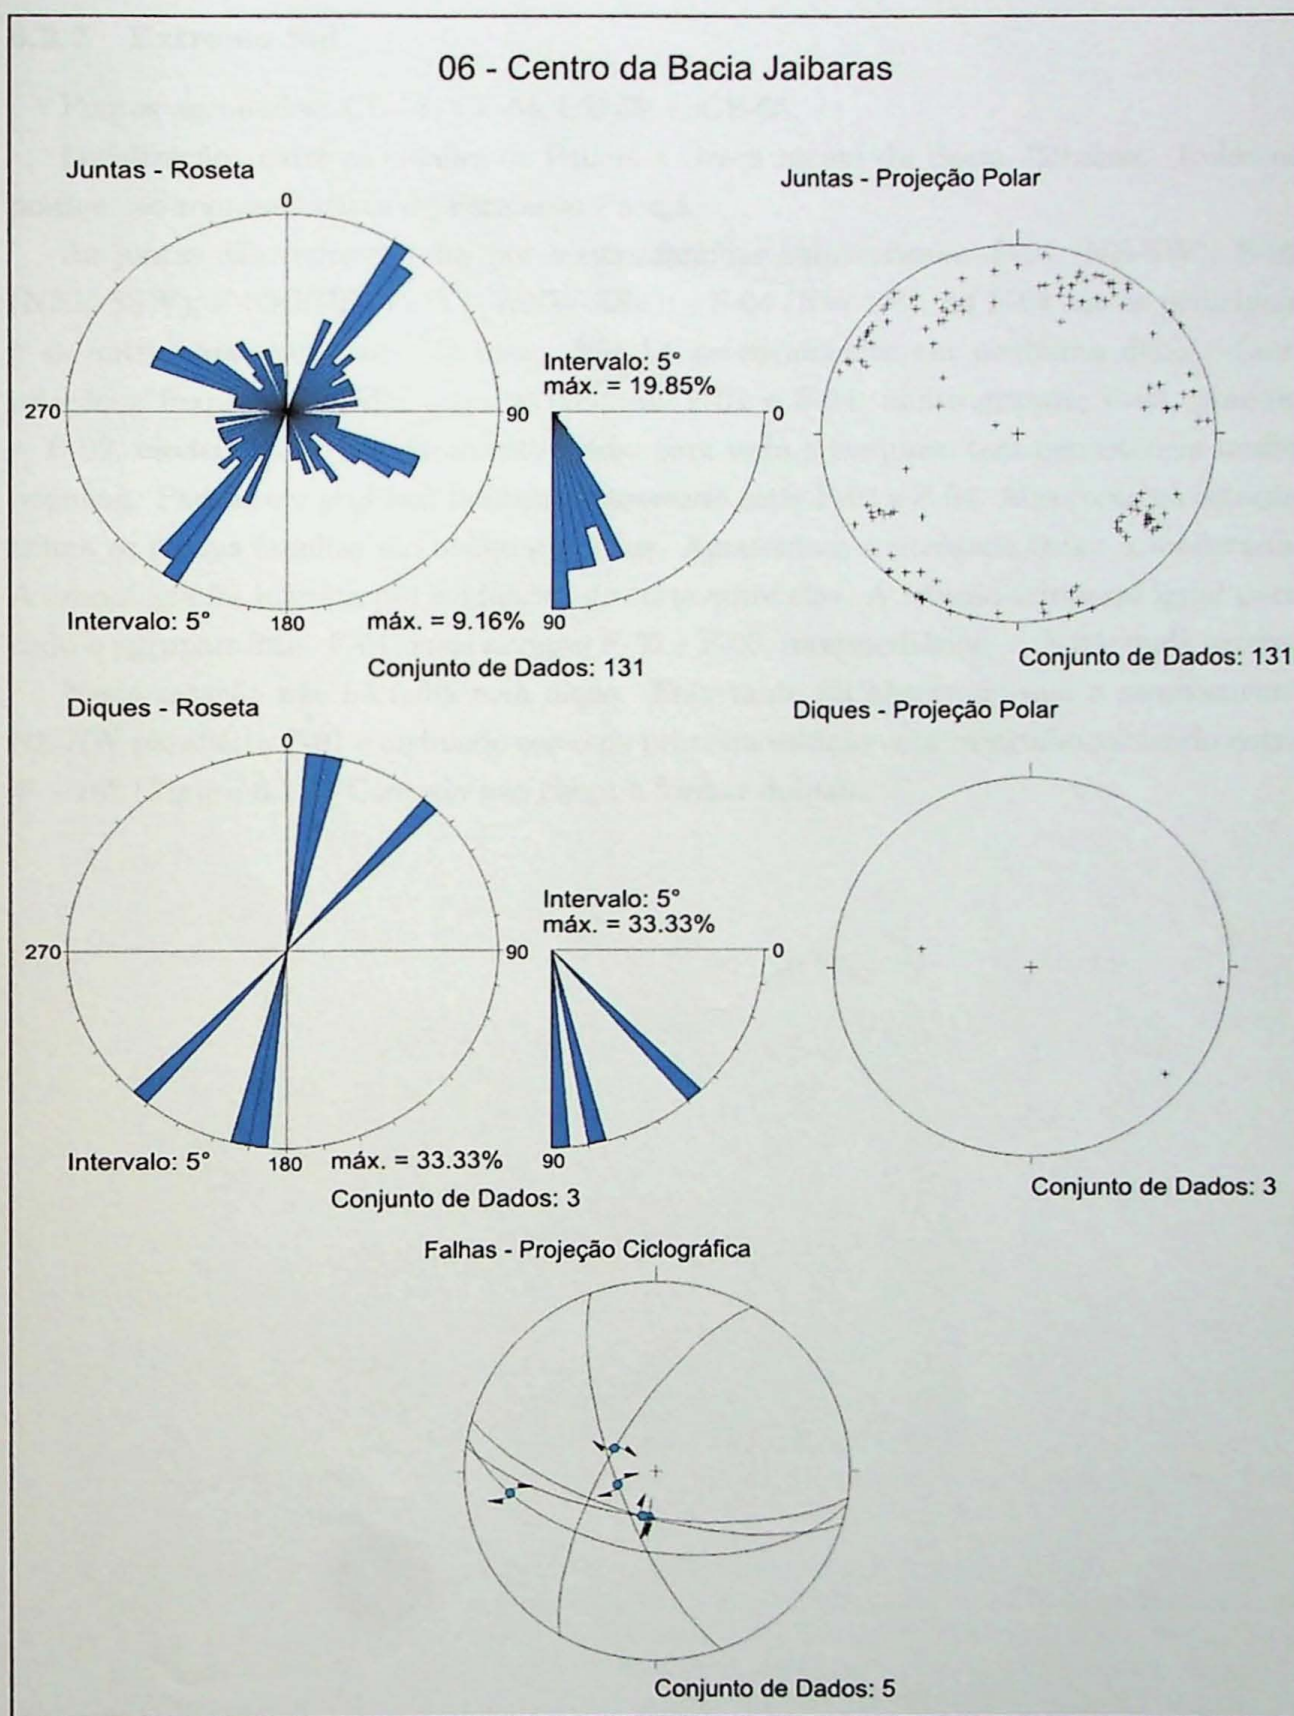 06 - Centro da Bacia Jaibaras
Juntas - Roseta
0
270
90
180
Intervalo: 5°
máx. = 9.16%
Intervalo: 5°
máx. = 19.85%
0
90
Conjunto de Dados: 131
Juntas - Projeção Polar
Conjunto de Dados: 131
Diques - Roseta
0
270
90
180
Intervalo: 5°
máx. = 33.33%
Intervalo: 5°
máx. = 33.33%
0
90
Conjunto de Dados: 3
Diques - Projeção Polar
Conjunto de Dados: 3
Falhas - Projeção Ciclográfica
Conjunto de Dados: 5